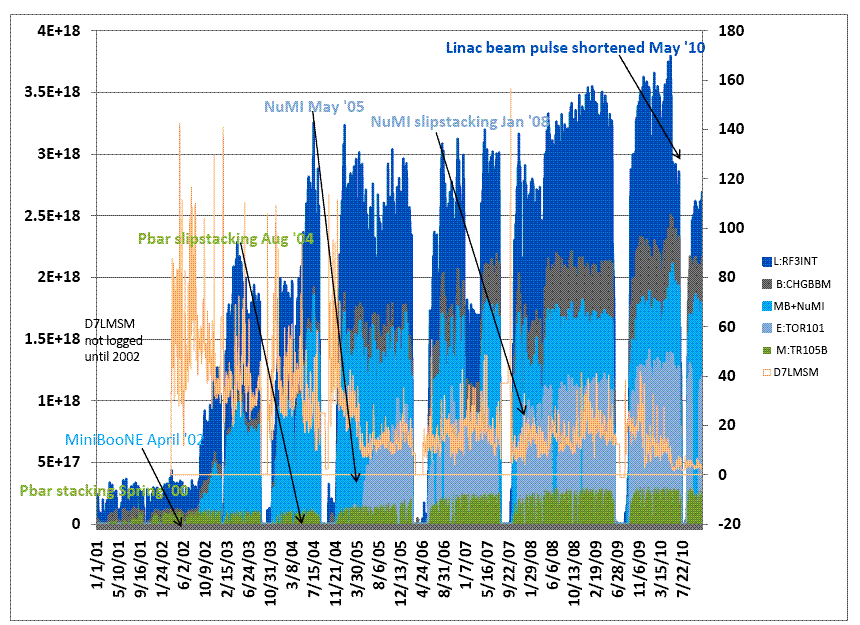 4E+18
3.5E+18
3E+18
2.5E+18
2E+18
1.5E+18
1E+18
5E+17
0
180
160
140
120
100
80
60
40
20
0
-20
Linac beam pulse shortened May '10
NuMI May '05
NuMI slipstacking Jan '08
Pbar slipstacking Aug '04
D7LMSM
not logged
until 2002
MiniBooNE April '02
Pbar stacking Spring '00
L:RF3INT
B:CHGBBM
MB+NuMI
E:TOR101
M:TR105B
D7LMSM
1/1/01
5/10/01
9/16/01
1/24/02
6/2/02
10/9/02
2/15/03
6/24/03
10/31/03
3/8/04
7/15/04
11/21/04
3/30/05
8/6/05
12/13/05
4/24/06
8/31/06
1/7/07
5/16/07
9/22/07
1/29/08
6/6/08
10/13/08
2/19/09
6/28/09
11/6/09
3/15/10
7/22/10